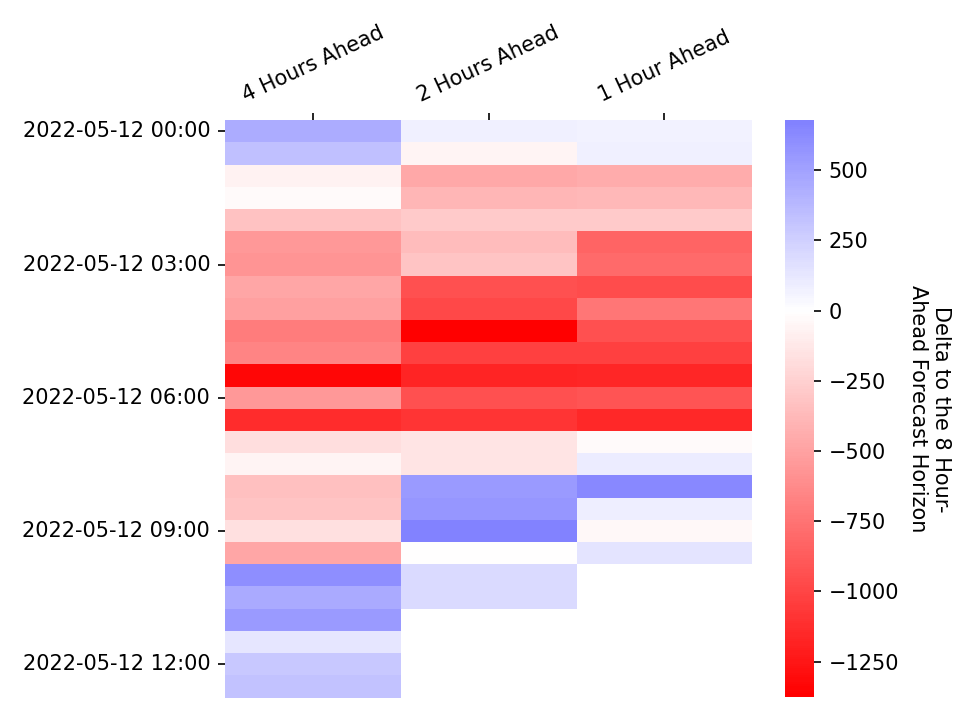 4 Hours Ahead
2 Hours Ahead
1 Hour Ahead
2022-05-12 00:00
2022-05-12 03:00
2022-05-12 06:00
2022-05-12 09:00
2022-05-12 12:00
500
250
0
−250
−500
−750
−1000
−1250
Delta to the 8 Hour-
Ahead Forecast Horizon